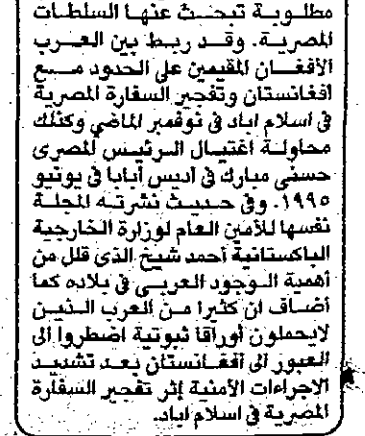 مطلوبة تبحث عنها السلطات
المصرية. وقد ربط بين العرب
الأفغان المقيمين على الحدود مع
افغانستان وتفجير السفارة المصرية
في اسلام اباد في نوفمبر الماضي وكذلك
محاولة اغتيال الرئيس المصرى
حسنى مبارك في اديس أبابا في يونيو
١٩٩٥. وفي حديث نشرته المجلة
نفسها للأمين العام لوزارة الخارجية
الباكستانية أحمد شيخ الذي قلل من
أهمية الوجود العربي في بلاده كما
أضاف ان كثيرا من العرب الذين
لايحملون أوراقا ثبوتية اضطروا الى
العبور الى أفغانستان بعد تشديد
الاجراءات الأمنية إثر تفجير السفارة
المصرية في اسلام اباد.